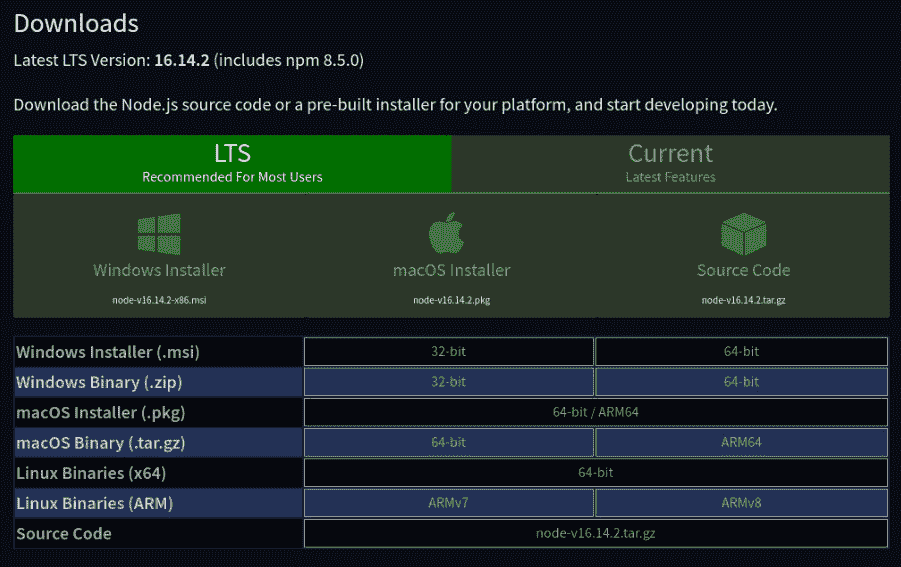 Downloads
Latest LTS Version: 16.14.2 (includes npm 8.5.0)
Download the Node.js source code or a pre-built installer for your platform, and start developing today.
LTS
Recommended For Most Users
Current
Latest Features
Windows Installer
node-v16.14.2-x86.msi
macOS Installer
node-v16.14.2.pkg
Source Code
node-v16.14.2.tar.gz
Windows Installer (.msi) 32-bit 64-bit
Windows Binary (.zip) 32-bit 64-bit
macOS Installer (.pkg) 64-bit / ARM64
macOS Binary (.tar.gz) 64-bit ARM64
Linux Binaries (x64) 64-bit
Linux Binaries (ARM) ARMv7 ARMv8
Source Code node-v16.14.2.tar.gz